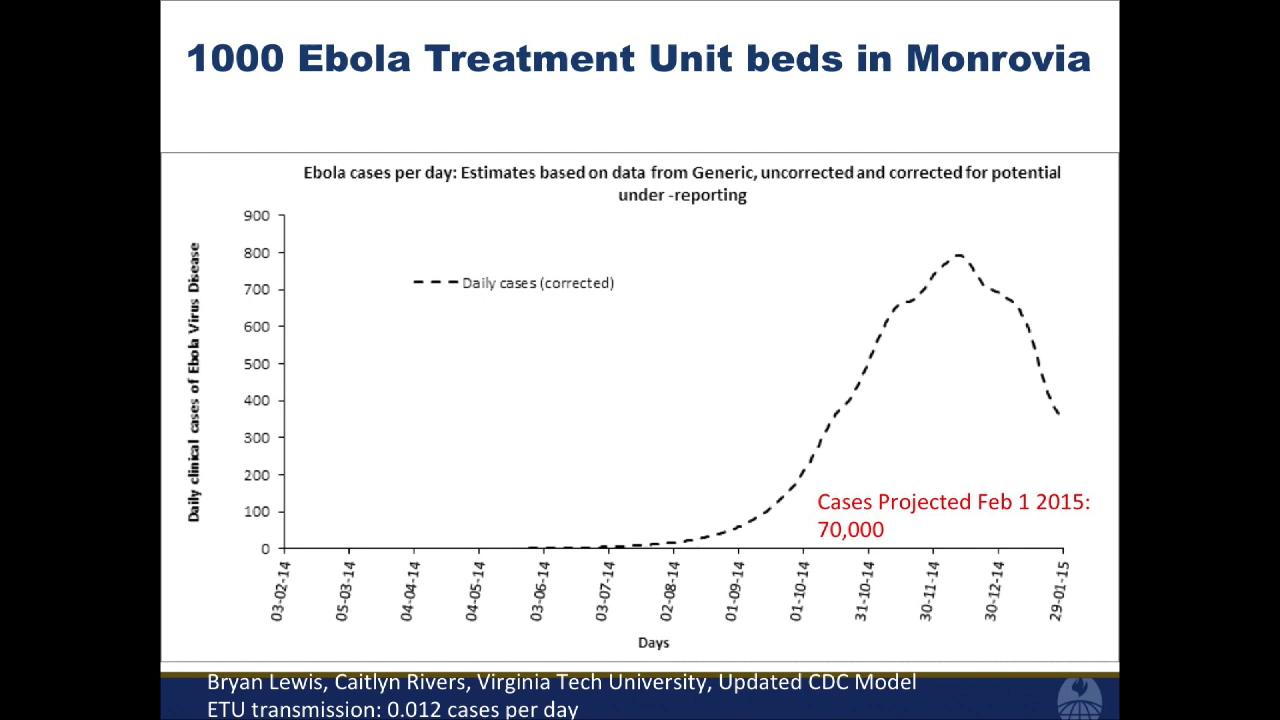 1000 Ebola Treatment Unit beds in Monrovia
Ebola cases per day: Estimates based on data from Generic, uncorrected and corrected for potential
under -reporting
Daily clinical cases of Ebola Virus Disease
900
800
700
600
500
400
300
200
100
0
Daily cases (corrected)
Cases Projected Feb 1 2015:
70,000
03-02-14
05-03-14
04-04-14
04-05-14
03-06-14
03-07-14
02-08-14
01-09-14
01-10-14
31-10-14
30-11-14
30-12-14
29-01-15
Days
Bryan Lewis, Caitlyn Rivers, Virginia Tech University, Updated CDC Model
ETU transmission: 0.012 cases per day